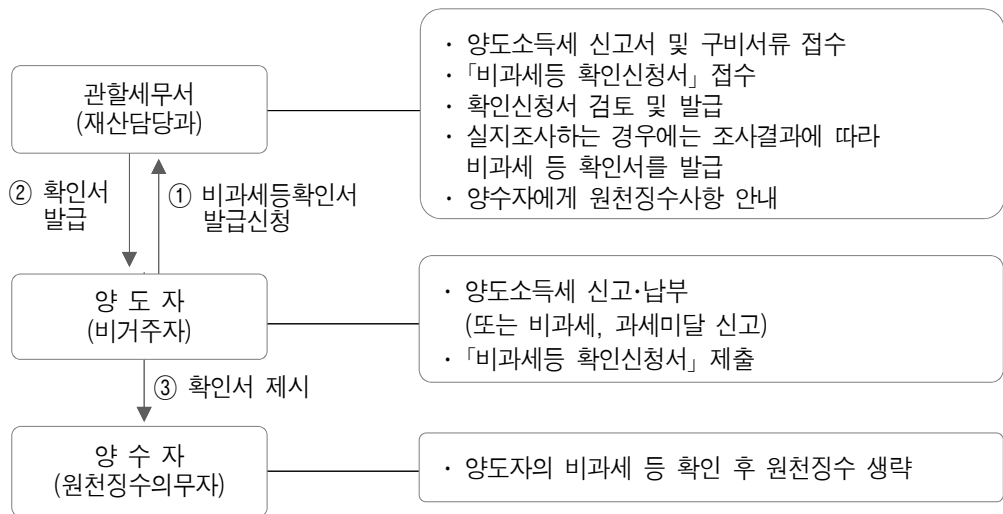 관할세무서
(재산담당과)
· 양도소득세 신고서 및 구비서류 접수
· 「비과세등 확인신청서」 접수
· 확인신청서 검토 및 발급
· 실지조사하는 경우에는 조사결과에 따라
비과세 등 확인서를 발급
· 양수자에게 원천징수사항 안내
② 확인서
발급
① 비과세등확인서
발급신청
양 도 자
(비거주자)
· 양도소득세 신고·납부
(또는 비과세, 과세미달 신고)
· 「비과세등 확인신청서」 제출
③ 확인서 제시
양 수 자
(원천징수의무자)
· 양도자의 비과세 등 확인 후 원천징수 생략